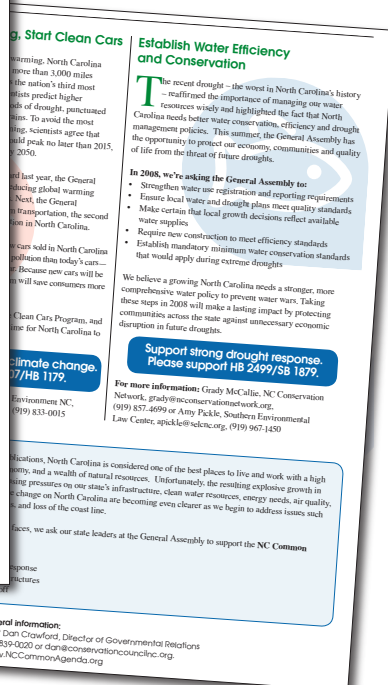 g, Start Clean Cars
warming. North Carolina
more than 3,000 miles
the nation's third most
ntists predict higher
ods of drought, punctuated
ains. To avoid the most
ming, scientists agree that
uld peak no later than 2015,
2050.
ard last year, the General
ducing global warming
Next, the General
n transportation, the second
tion in North Carolina.
w cars sold in North Carolina
pollution than today's cars—
ar. Because new cars will be
m will save consumers more
Clean Cars Program, and
ime for North Carolina to
climate change.
07/HB 1179.
Environment NC,
(919) 833-0015
Establish Water Efficiency
and Conservation
The recent drought – the worst in North Carolina's history
– reaffirmed the importance of managing our water
resources wisely and highlighted the fact that North
Carolina needs better water conservation, efficiency and drought
management policies. This summer, the General Assembly has
the opportunity to protect our economy, communities and quality
of life from the threat of future droughts.
In 2008, we're asking the General Assembly to:
• Strengthen water use registration and reporting requirements
• Ensure local water and drought plans meet quality standards
• Make certain that local growth decisions reflect available
water supplies
• Require new construction to meet efficiency standards
• Establish mandatory minimum water conservation standards
that would apply during extreme droughts
We believe a growing North Carolina needs a stronger, more
comprehensive water policy to prevent water wars. Taking
these steps in 2008 will make a lasting impact by protecting
communities across the state against unnecessary economic
disruption in future droughts.
Support strong drought response.
Please support HB 2499/SB 1879.
For more information: Grady McCallie, NC Conservation
Network, grady@ncconservationnetwork.org,
(919) 857-4699 or Amy Pickle, Southern Environmental
Law Center, apickle@selcnc.org, (919) 967-1450
blications, North Carolina is considered one of the best places to live and work with a high
nomy, and a wealth of natural resources. Unfortunately, the resulting explosive growth in
sing pressures on our state's infrastructure, clean water resources, energy needs, air quality,
e change on North Carolina are becoming even clearer as we begin to address issues such
s, and loss of the coast line.
faces, we ask our state leaders at the General Assembly to support the NC Common
esponse
ructures
ort
eral information:
Dan Crawford, Director of Governmental Relations
839-0020 or dan@conservationcouncilnc.org.
w.NCCommonAgenda.org